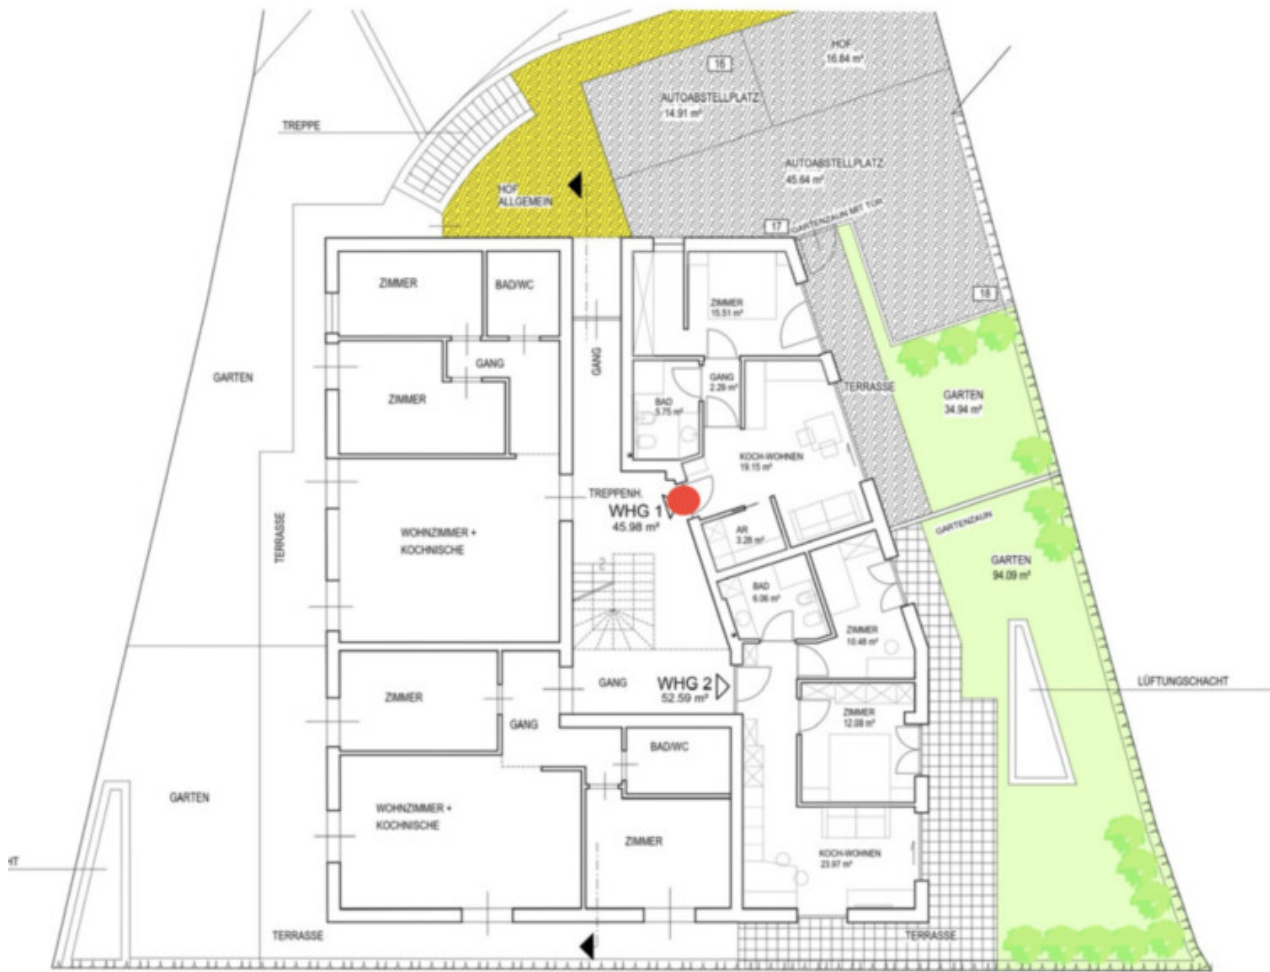 HOF
16.84 m²
16
AUTOABSTELLPLATZ
14.91 m²
TREPPE
AUTOABSTELLPLATZ
45.64 m²
HOF
ALLGEMEIN
GARTENZAUN MIT TÜR
17
ZIMMER
BAD/WC
18
ZIMMER
15.51 m²
GANG
GANG
GARTEN
GANG
2.29 m²
TERRASSE
ZIMMER
BAD
5.75 m²
GARTEN
34.94 m²
KOCH-WOHNEN
19.15 m²
TREPPENH.
WHG 1
45.98 m²
TERRASSE
WOHNZIMMER +
KOCHNISCHE
AR
3.28 m²
GARTENZAUN
GARTEN
94.09 m²
BAD
6.06 m²
ZIMMER
10.48 m²
GANG
WHG 2
52.59 m²
LÜFTUNGSCHACHT
ZIMMER
GANG
ZIMMER
12.08 m²
BAD/WC
GARTEN
WOHNZIMMER +
KOCHNISCHE
ZIMMER
KOCH-WOHNEN
23.97 m²
HT
TERRASSE
TERRASSE